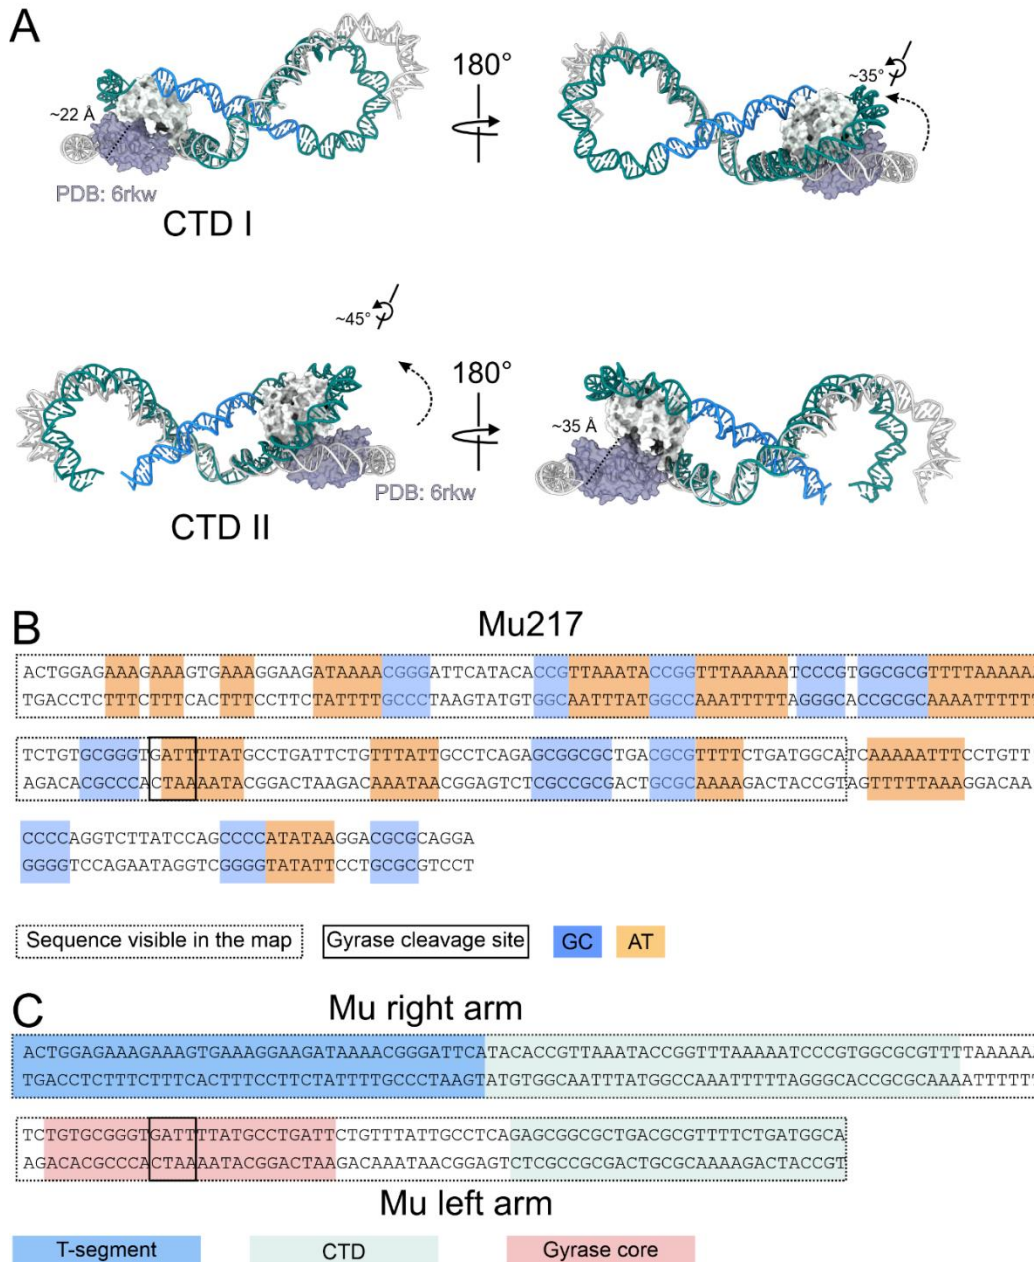 A
~22 Å
PDB: 6rkw
CTD I
180°
~35°
~45°
CTD II
180°
PDB: 6rkw
~35 Å
B
Mu217
ACTGGAGAAAGAAAGTGAAAGGAAGATAAAACGGGATTCATACACCGTTAAATACCGGTTTAAAAATCCCGTGGCGCGTTTTAAAAA
TGACCTCTTTCTTTCACTTTCCTTCTATTTTGCCCTAAGTATGTGGCAATTTATGGCCAAATTTTTAGGGCACCGCGCAAAATTTTT
TCTGTGCGGGTGATTTTATGCCTGATTCTGTTTATTGCCTCAGAGCGGCGCTGACGCGTTTTCTGATGGCATCAAAAATTTCCTGTT
AGACACGCCCACTAAAATACGGACTAAGACAAATAACGGAGTCTCGCCGCGACTGCGCAAAAGACTACCGTAGTTTTTAAAGGACAA
CCCCAGGTCTTATCCAGCCCCATATAAGGACGCGCAGGA
GGGGTCCAGAATAGGTCGGGGTATATTCCTGCGCGTCCT
Sequence visible in the map
Gyrase cleavage site
GC
AT
C
Mu right arm
ACTGGAGAAAGAAAGTGAAAGGAAGATAAAACGGGATTCATACACCGTTAAATACCGGTTTAAAAATCCCGTGGCGCGTTTTAAAAA
TGACCTCTTTCTTTCACTTTCCTTCTATTTTGCCCTAAGTATGTGGCAATTTATGGCCAAATTTTTAGGGCACCGCGCAAAATTTTT
TCTGTGCGGGTGATTTTATGCCTGATTCTGTTTATTGCCTCAGAGCGGCGCTGACGCGTTTTCTGATGGCA
AGACACGCCCACTAAAATACGGACTAAGACAAATAACGGAGTCTCGCCGCGACTGCGCAAAAGACTACCGT
Mu left arm
T-segment
CTD
Gyrase core